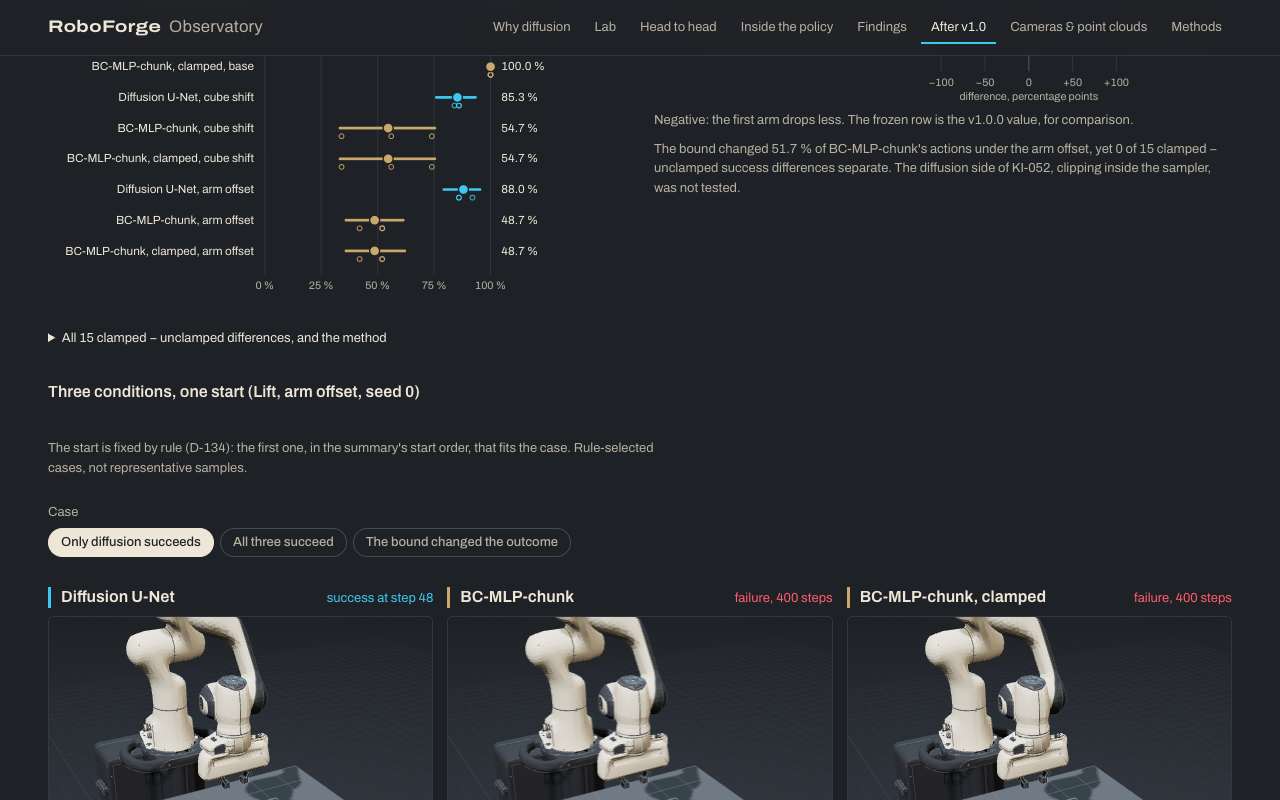 RoboForge Observatory
Why diffusion
Lab
Head to head
Inside the policy
Findings
After v1.0
Cameras & point clouds
Methods
BC-MLP-chunk, clamped, base 100.0 %
Diffusion U-Net, cube shift 85.3 %
BC-MLP-chunk, cube shift 54.7 %
BC-MLP-chunk, clamped, cube shift 54.7 %
Diffusion U-Net, arm offset 88.0 %
BC-MLP-chunk, arm offset 48.7 %
BC-MLP-chunk, clamped, arm offset 48.7 %
0 % 25 % 50 % 75 % 100 %
−100 −50 0 +50 +100
difference, percentage points
Negative: the first arm drops less. The frozen row is the v1.0.0 value, for comparison.
The bound changed 51.7 % of BC-MLP-chunk's actions under the arm offset, yet 0 of 15 clamped –
unclamped success differences separate. The diffusion side of KI-052, clipping inside the sampler,
was not tested.
All 15 clamped – unclamped differences, and the method
Three conditions, one start (Lift, arm offset, seed 0)
The start is fixed by rule (D-134): the first one, in the summary's start order, that fits the case. Rule-selected
cases, not representative samples.
Case
Only diffusion succeeds
All three succeed
The bound changed the outcome
Diffusion U-Net success at step 48
BC-MLP-chunk failure, 400 steps
BC-MLP-chunk, clamped failure, 400 steps